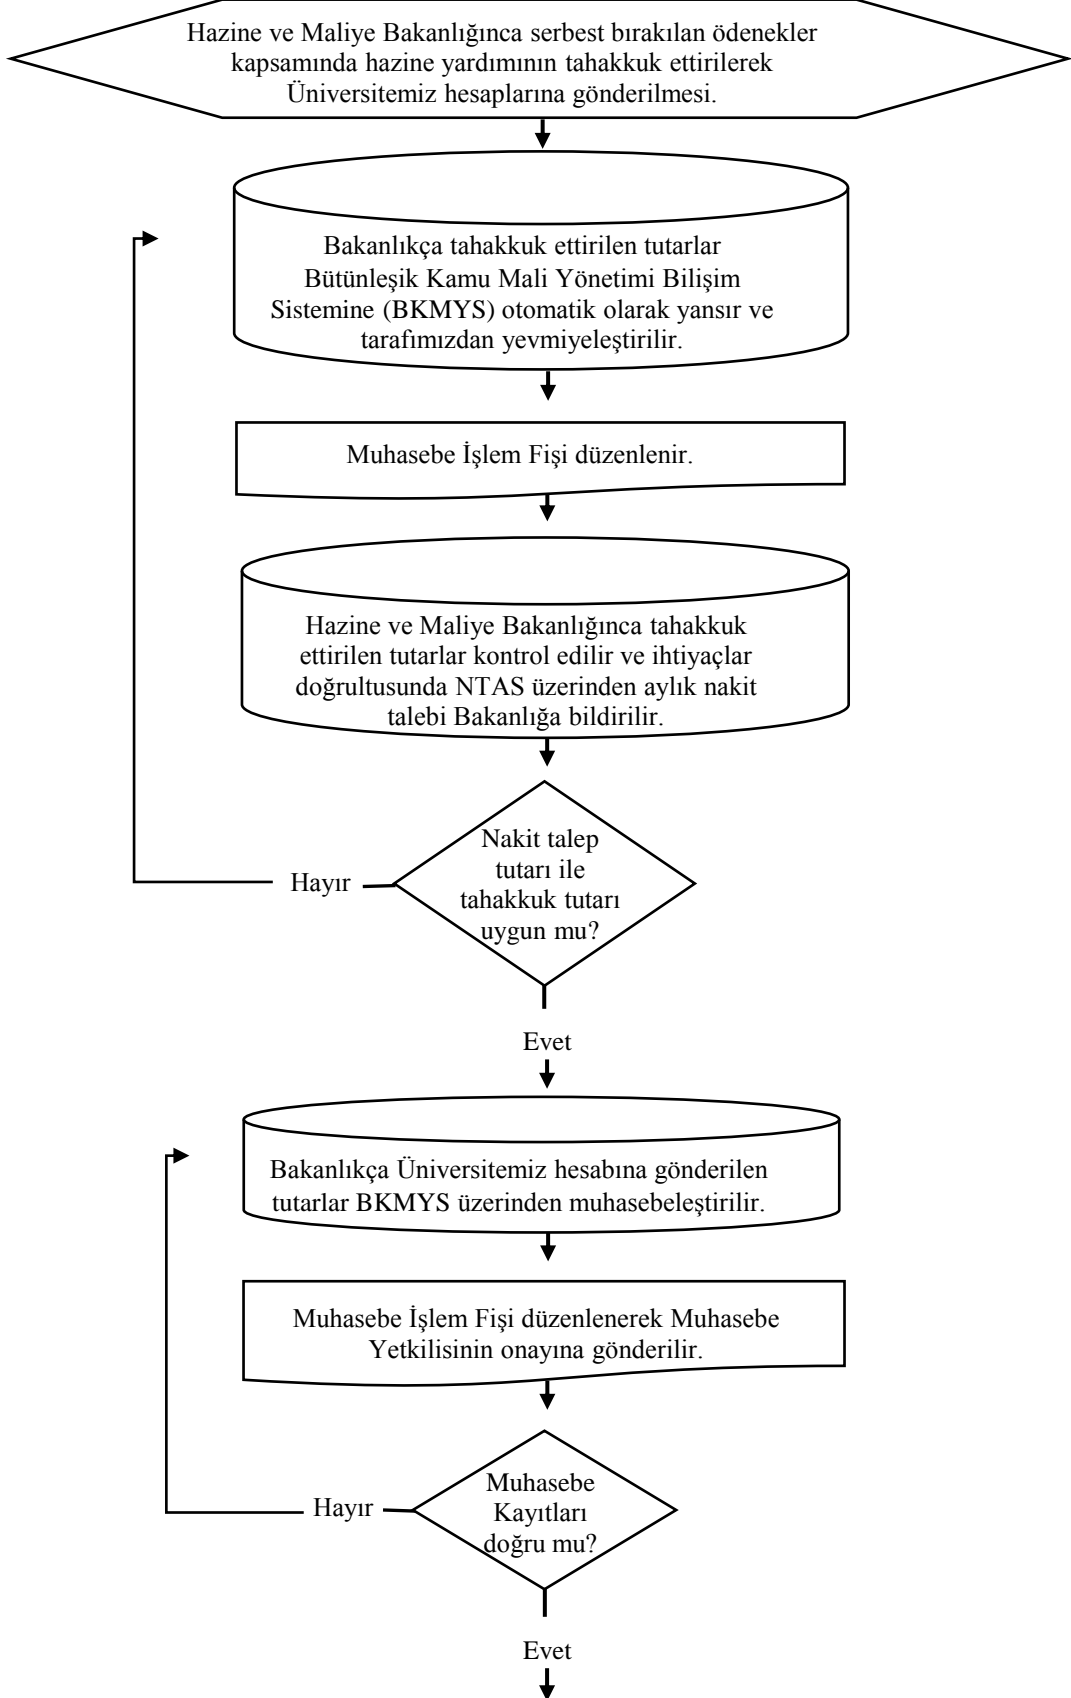 Hazine ve Maliye Bakanlığınca serbest bırakılan ödenekler
kapsamında hazine yardımının tahakkuk ettirilerek
Üniversitemiz hesaplarına gönderilmesi.
Bakanlıkça tahakkuk ettirilen tutarlar
Bütünleşik Kamu Mali Yönetimi Bilişim
Sistemine (BKMYS) otomatik olarak yansır ve
tarafımızdan yevmiyeleştirilir.
Muhasebe İşlem Fişi düzenlenir.
Hazine ve Maliye Bakanlığınca tahakkuk
ettirilen tutarlar kontrol edilir ve ihtiyaçlar
doğrultusunda NTAS üzerinden aylık nakit
talebi Bakanlığa bildirilir.
Nakit talep
tutarı ile
tahakkuk tutarı
uygun mu?
Hayır
Evet
Bakanlıkça Üniversitemiz hesabına gönderilen
tutarlar BKMYS üzerinden muhasebeleştirilir.
Muhasebe İşlem Fişi düzenlenerek Muhasebe
Yetkilisinin onayına gönderilir.
Muhasebe
Kayıtları
doğru mu?
Hayır
Evet